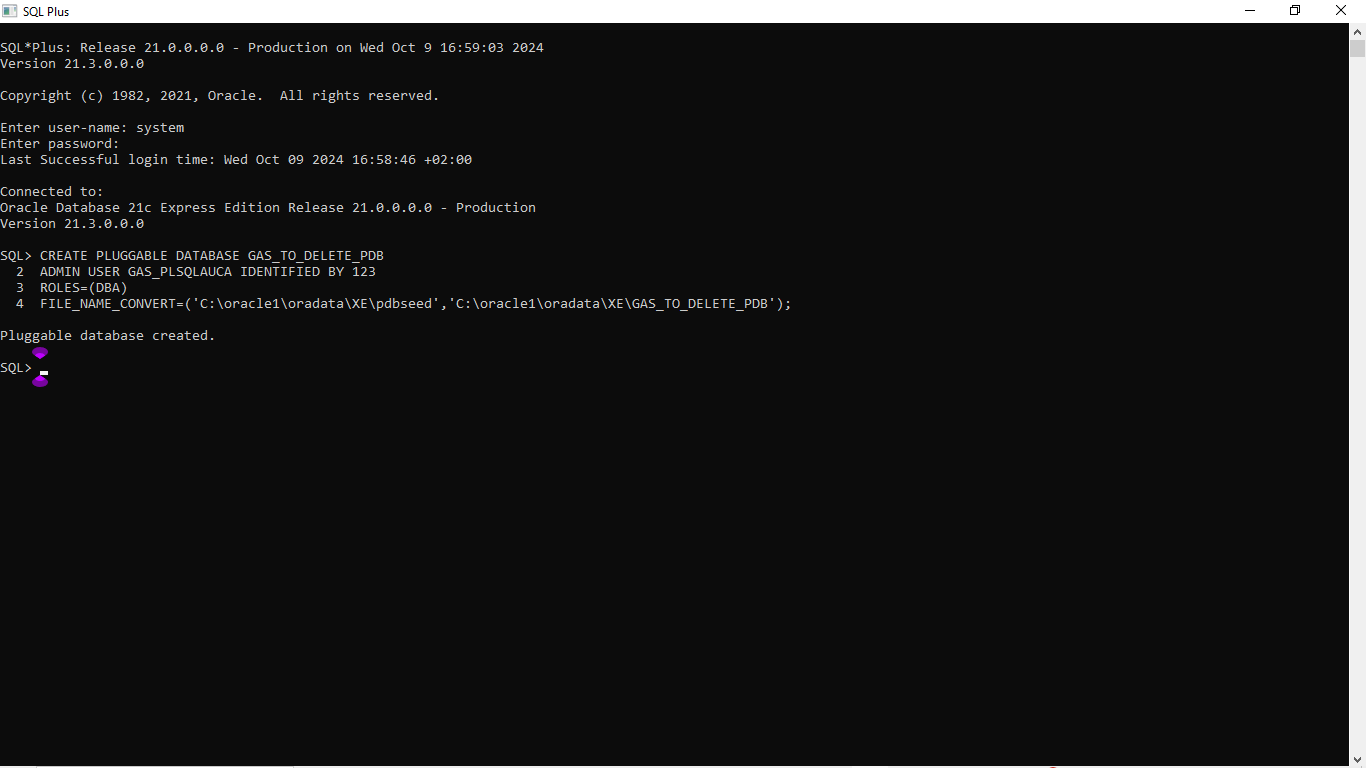 SQL Plus
SQL*Plus: Release 21.0.0.0.0 - Production on Wed Oct 9 16:59:03 2024
Version 21.3.0.0.0
Copyright (c) 1982, 2021, Oracle.  All rights reserved.
Enter user-name: system
Enter password:
Last Successful login time: Wed Oct 09 2024 16:58:46 +02:00
Connected to:
Oracle Database 21c Express Edition Release 21.0.0.0.0 - Production
Version 21.3.0.0.0
SQL> CREATE PLUGGABLE DATABASE GAS_TO_DELETE_PDB
  2  ADMIN USER GAS_PLSQLAUCA IDENTIFIED BY 123
  3  ROLES=(DBA)
  4  FILE_NAME_CONVERT=('C:\oracle1\oradata\XE\pdbseed','C:\oracle1\oradata\XE\GAS_TO_DELETE_PDB');
Pluggable database created.
SQL>